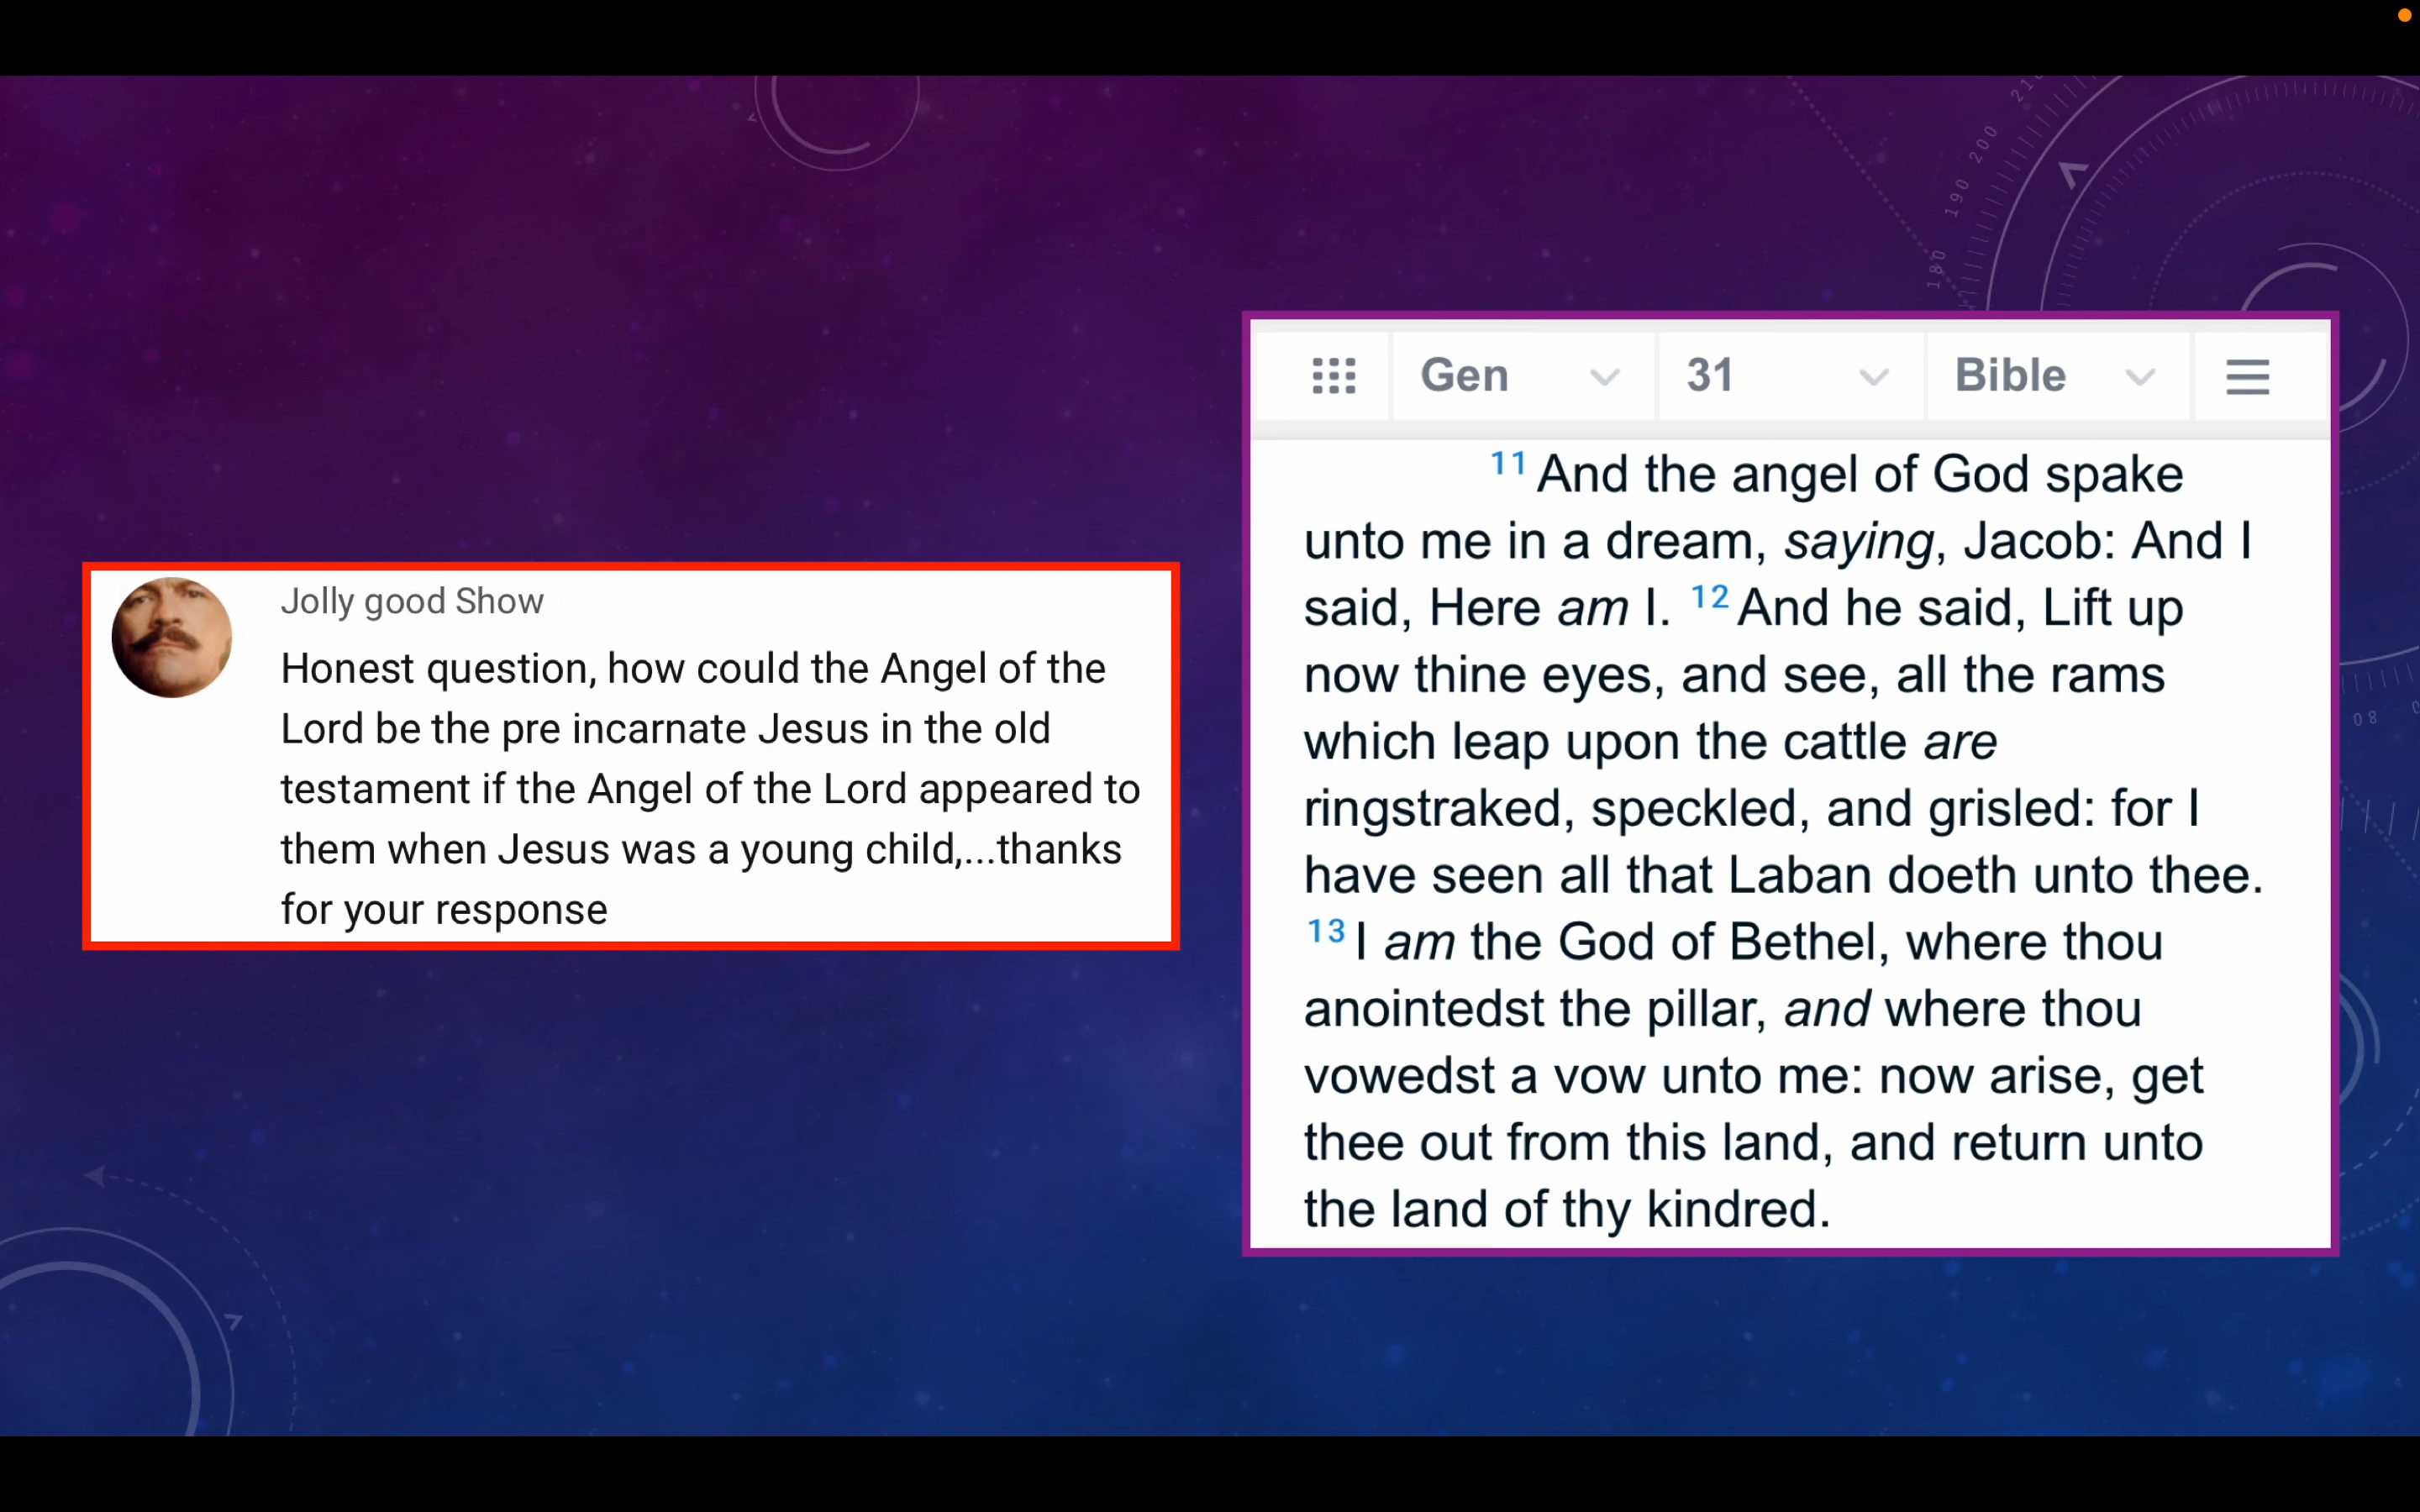 Jolly good Show
Honest question, how could the Angel of the
Lord be the pre incarnate Jesus in the old
testament if the Angel of the Lord appeared to
them when Jesus was a young child,...thanks
for your response
Gen 31 Bible
11 And the angel of God spake
unto me in a dream, saying, Jacob: And I
said, Here am I. 12 And he said, Lift up
now thine eyes, and see, all the rams
which leap upon the cattle are
ringstraked, speckled, and grisled: for I
have seen all that Laban doeth unto thee.
13 I am the God of Bethel, where thou
anointedst the pillar, and where thou
vowedst a vow unto me: now arise, get
thee out from this land, and return unto
the land of thy kindred.
200
190
180
80